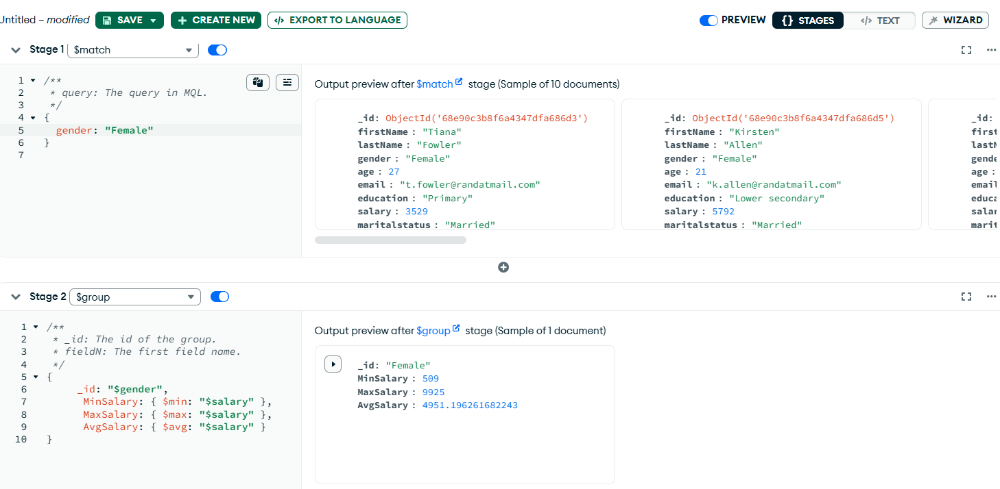 Untitled – modified SAVE CREATE NEW EXPORT TO LANGUAGE PREVIEW {} STAGES </> TEXT WIZARD
Stage 1 $match
1 /**
2 * query: The query in MQL.
3 */
4 {
5 gender: "Female"
6 }
7
Output preview after $match stage (Sample of 10 documents)
_id: ObjectId('68e90c3b8f6a4347dfa686d3')
firstName : "Tiana"
lastName : "Fowler"
gender : "Female"
age : 27
email : "t.fowler@randatmail.com"
education : "Primary"
salary : 3529
maritalstatus : "Married"
_id: ObjectId('68e90c3b8f6a4347dfa686d5')
firstName : "Kirsten"
lastName : "Allen"
gender : "Female"
age : 21
email : "k.allen@randatmail.com"
education : "Lower secondary"
salary : 5792
maritalstatus : "Married"
_id:
first
lastN
gende
age :
email
educa
salar
marit
Stage 2 $group
1 /**
2 * _id: The id of the group.
3 * fieldN: The first field name.
4 */
5 {
6 _id: "$gender",
7 MinSalary: { $min: "$salary" },
8 MaxSalary: { $max: "$salary" },
9 AvgSalary: { $avg: "$salary" }
10 }
Output preview after $group stage (Sample of 1 document)
_id: "Female"
MinSalary : 509
MaxSalary : 9925
AvgSalary : 4951.196261682243